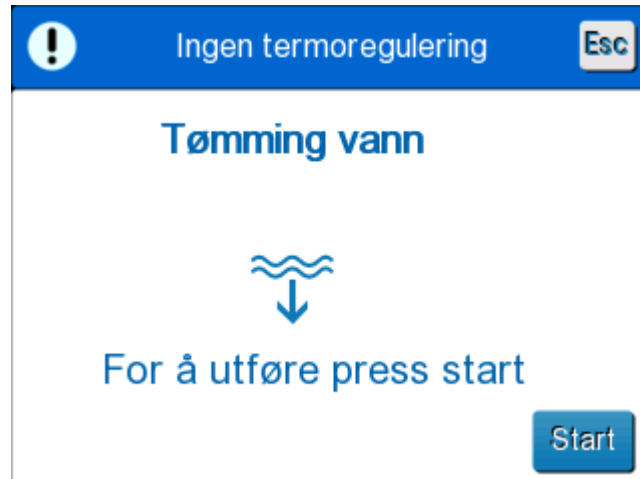 Ingen termoregulering
Esc
Tømming vann
For å utføre press start
Start